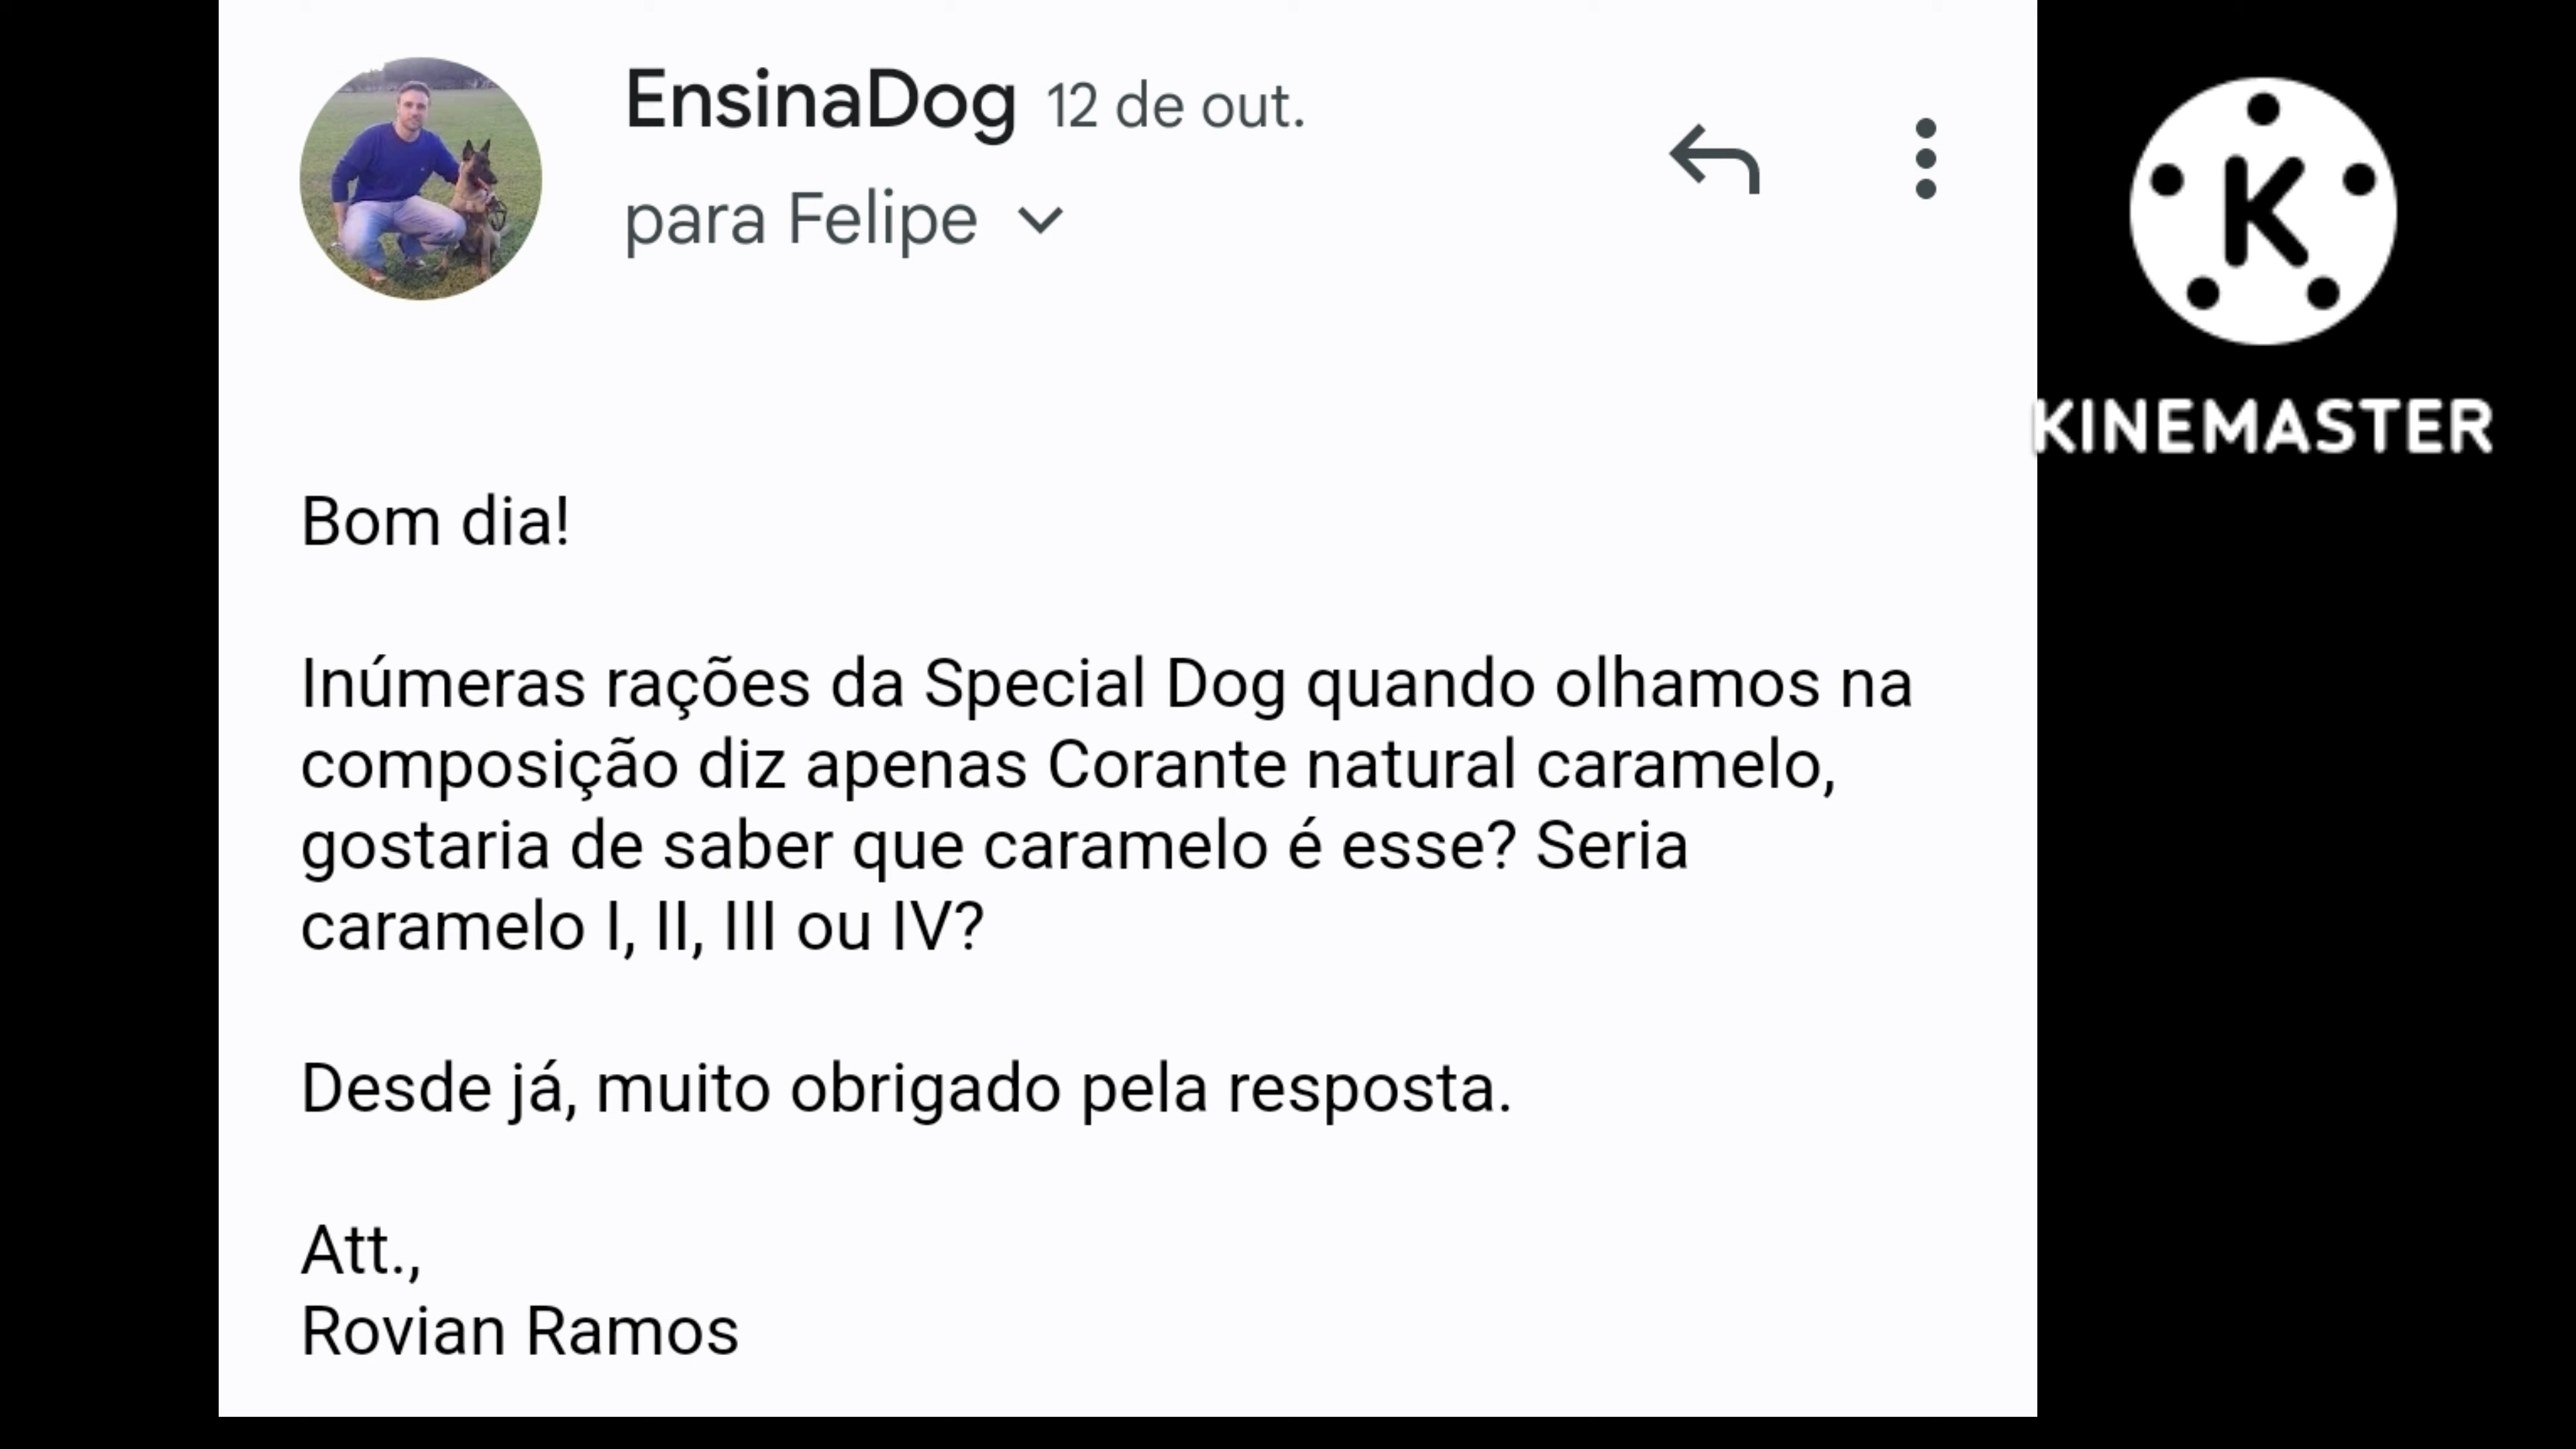 EnsinaDog 12 de out.
para Felipe
K
KINEMASTER
Bom dia!
Inúmeras rações da Special Dog quando olhamos na
composição diz apenas Corante natural caramelo,
gostaria de saber que caramelo é esse? Seria
caramelo I, II, III ou IV?
Desde já, muito obrigado pela resposta.
Att.,
Rovian Ramos